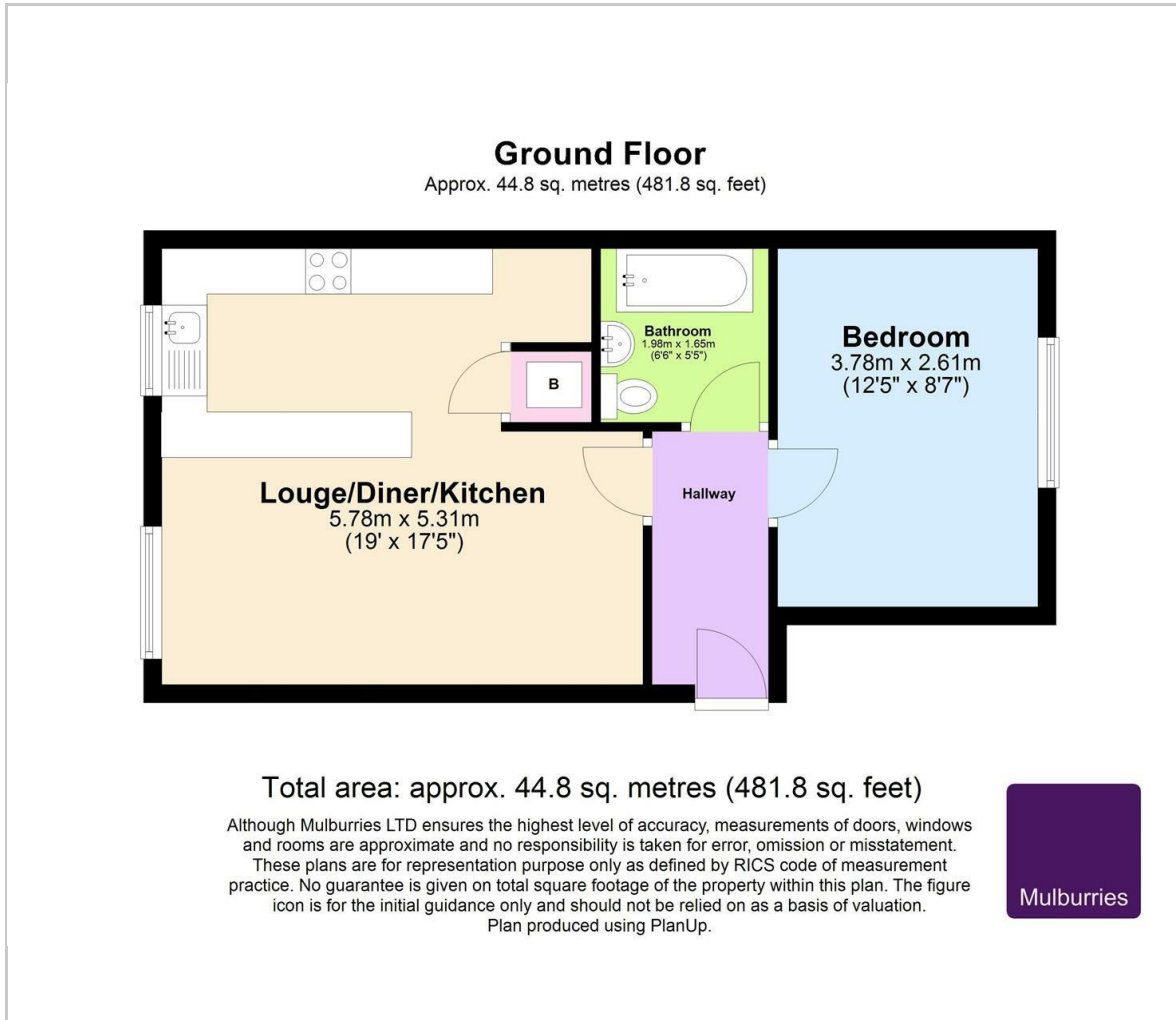 Ground Floor
Approx. 44.8 sq. metres (481.8 sq. feet)
Bathroom
1.98m x 1.65m
(6'6" x 5'5")
Bedroom
3.78m x 2.61m
(12'5" x 8'7")
B
Louge/Diner/Kitchen
5.78m x 5.31m
(19' x 17'5")
Hallway
Total area: approx. 44.8 sq. metres (481.8 sq. feet)
Although Mulburries LTD ensures the highest level of accuracy, measurements of doors, windows
and rooms are approximate and no responsibility is taken for error, omission or misstatement.
These plans are for representation purpose only as defined by RICS code of measurement
practice. No guarantee is given on total square footage of the property within this plan. The figure
icon is for the initial guidance only and should not be relied on as a basis of valuation.
Plan produced using PlanUp.
Mulburries